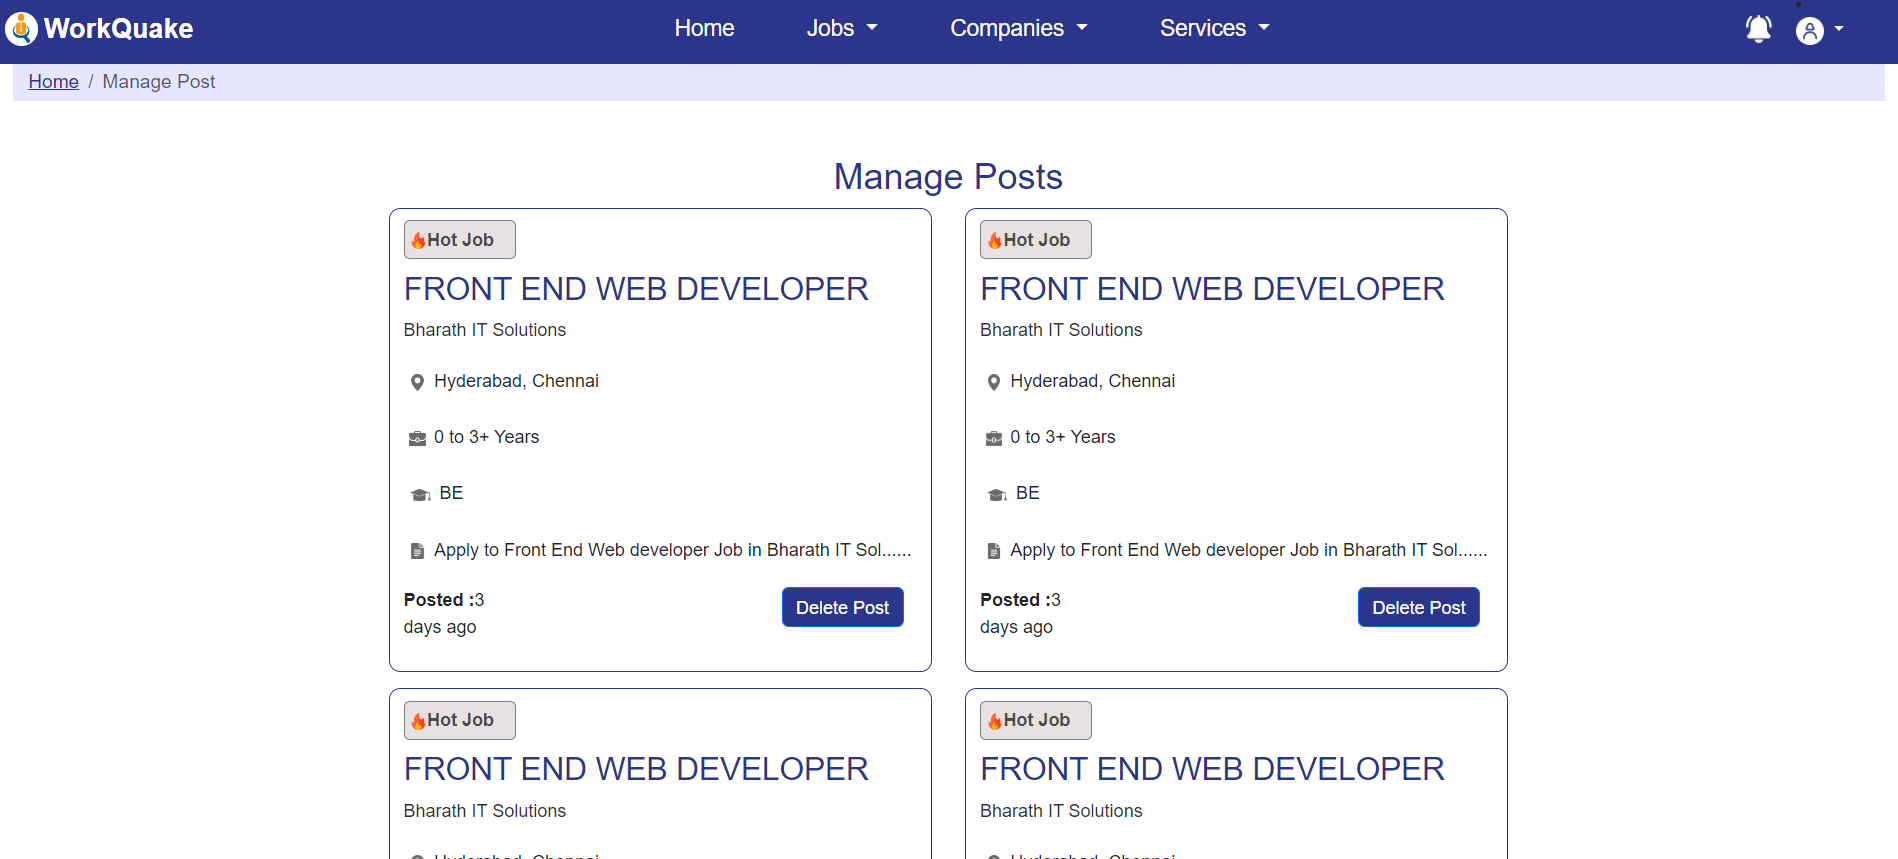 WorkQuake
Home Jobs Companies Services
Home / Manage Post
Manage Posts
Hot Job
FRONT END WEB DEVELOPER
Bharath IT Solutions
Hyderabad, Chennai
0 to 3+ Years
BE
Apply to Front End Web developer Job in Bharath IT Sol......
Posted :3
days ago
Delete Post
Hot Job
FRONT END WEB DEVELOPER
Bharath IT Solutions
Hyderabad, Chennai
0 to 3+ Years
BE
Apply to Front End Web developer Job in Bharath IT Sol......
Posted :3
days ago
Delete Post
Hot Job
FRONT END WEB DEVELOPER
Bharath IT Solutions
Hyderabad, Chennai
Hot Job
FRONT END WEB DEVELOPER
Bharath IT Solutions
Hyderabad, Chennai